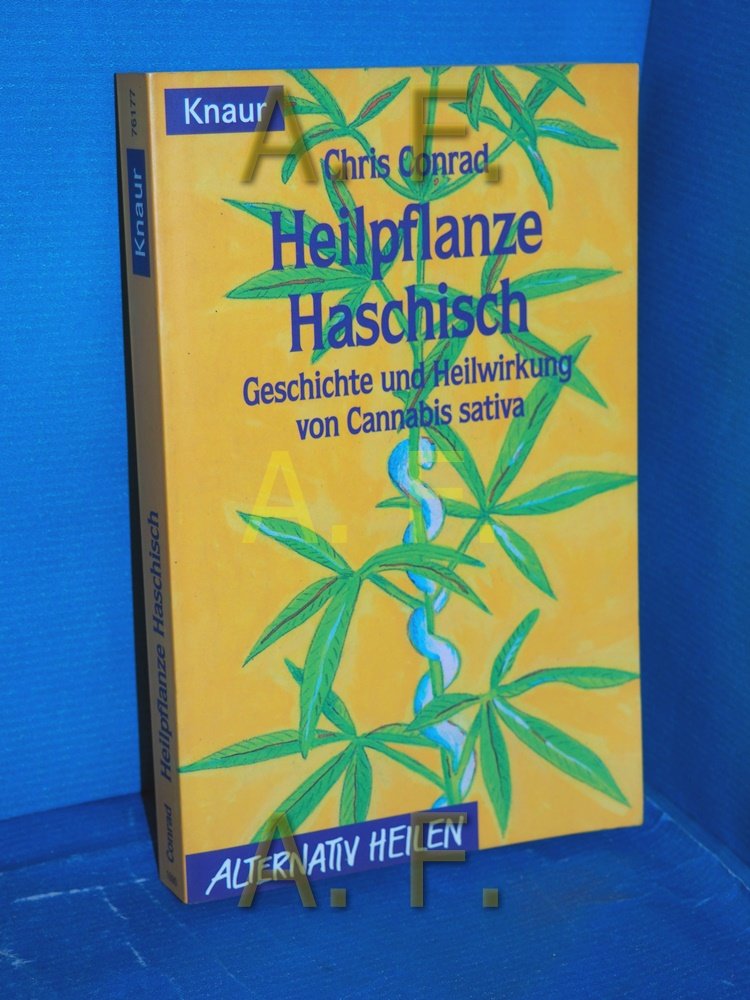 Knaur
Chris Conrad
Heilpflanze
Haschisch
Geschichte und Heilwirkung
von Cannabis sativa
ALTERNATIV HEILEN
76177
Knaur
Heilpflanze Haschisch
Conrad
A. F.
A. F.
A. F.